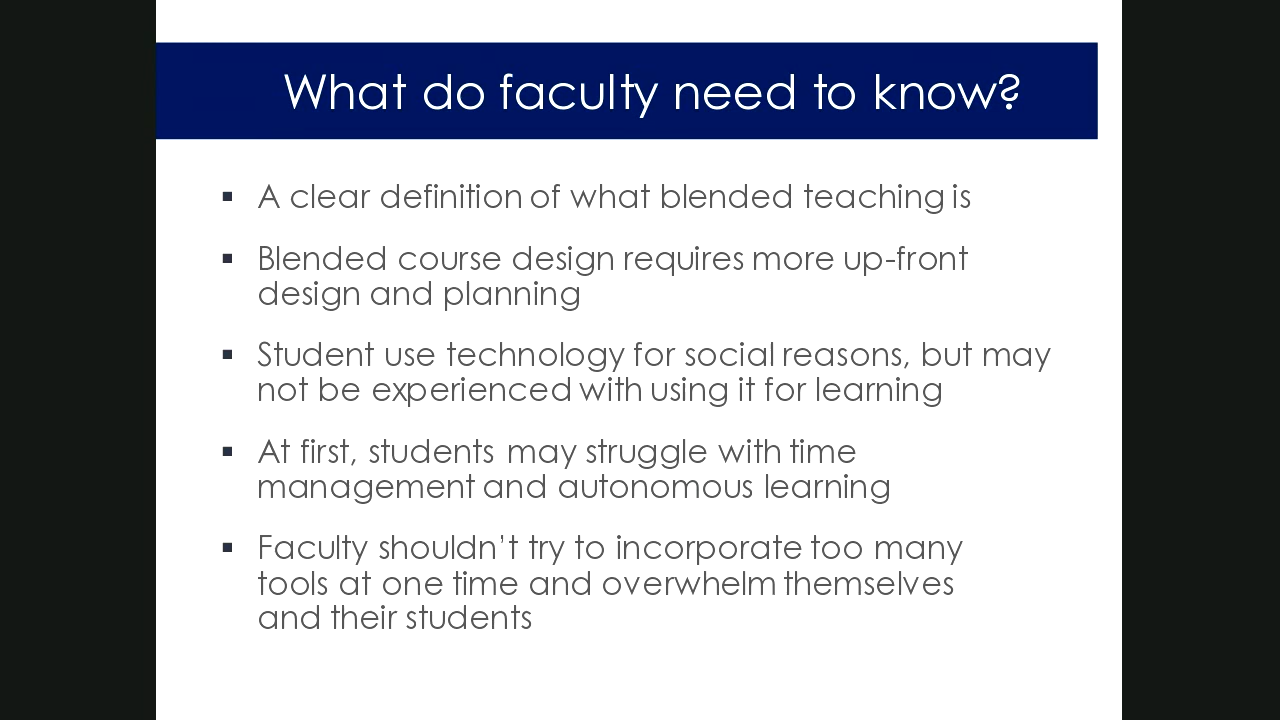 What do faculty need to know?
▪ A clear definition of what blended teaching is
▪ Blended course design requires more up-front
design and planning
▪ Student use technology for social reasons, but may
not be experienced with using it for learning
▪ At first, students may struggle with time
management and autonomous learning
▪ Faculty shouldn't try to incorporate too many
tools at one time and overwhelm themselves
and their students